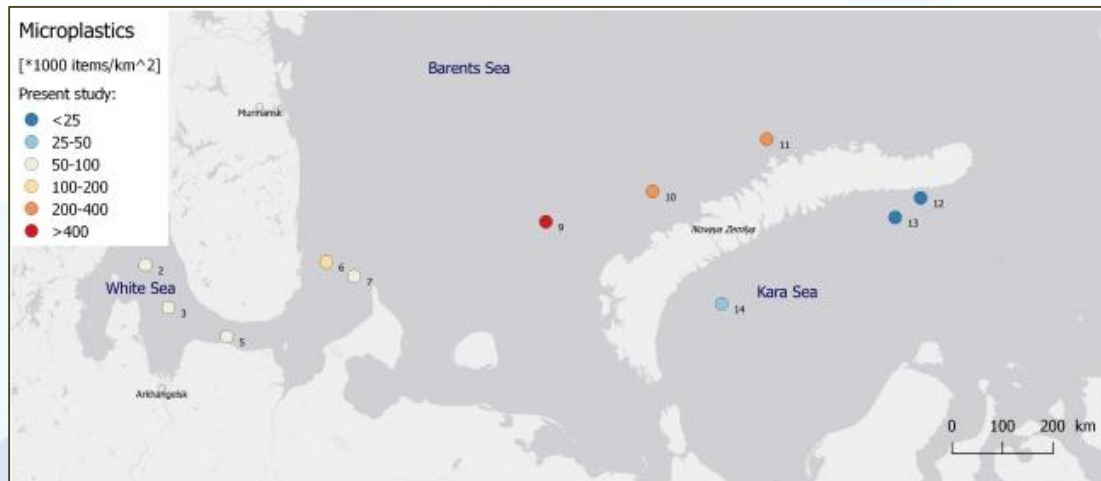 Microplastics
[*1000 items/km^2]
Present study:
<25
25-50
50-100
100-200
200-400
>400
Barents Sea
Murmansk
11
10
12
9
13
Novaya Zemlya
6
2
7
White Sea
Kara Sea
3
14
5
Arkhangelsk
0 100 200 km